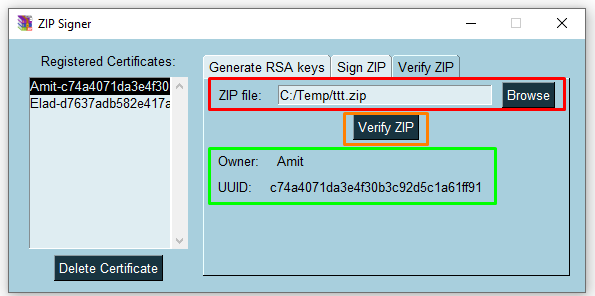 ZIP Signer
Registered Certificates:
Amit-c74a4071da3e4f30
Elad-d7637adb582e417a
Delete Certificate
Generate RSA keys
Sign ZIP
Verify ZIP
ZIP file:
C:/Temp/ttt.zip
Browse
Verify ZIP
Owner: Amit
UUID: c74a4071da3e4f30b3c92d5c1a61ff91